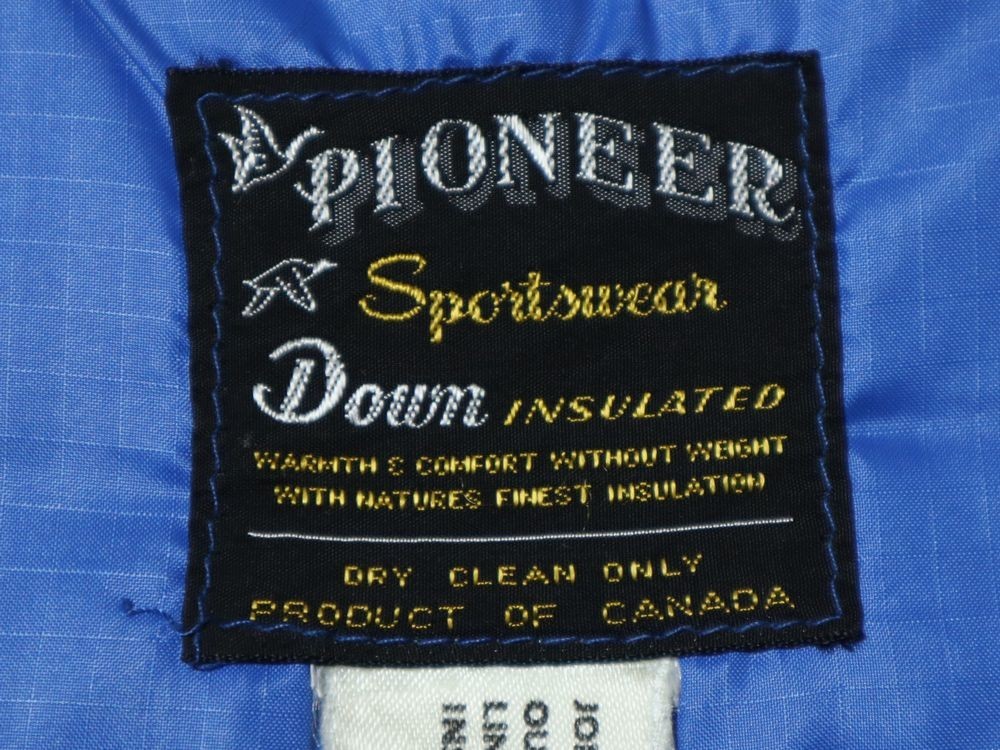 PIONEER
Sportswear
Down INSULATED
WARMTH & COMFORT WITHOUT WEIGHT
WITH NATURES FINEST INSULATION
DRY CLEAN ONLY
PRODUCT OF CANADA